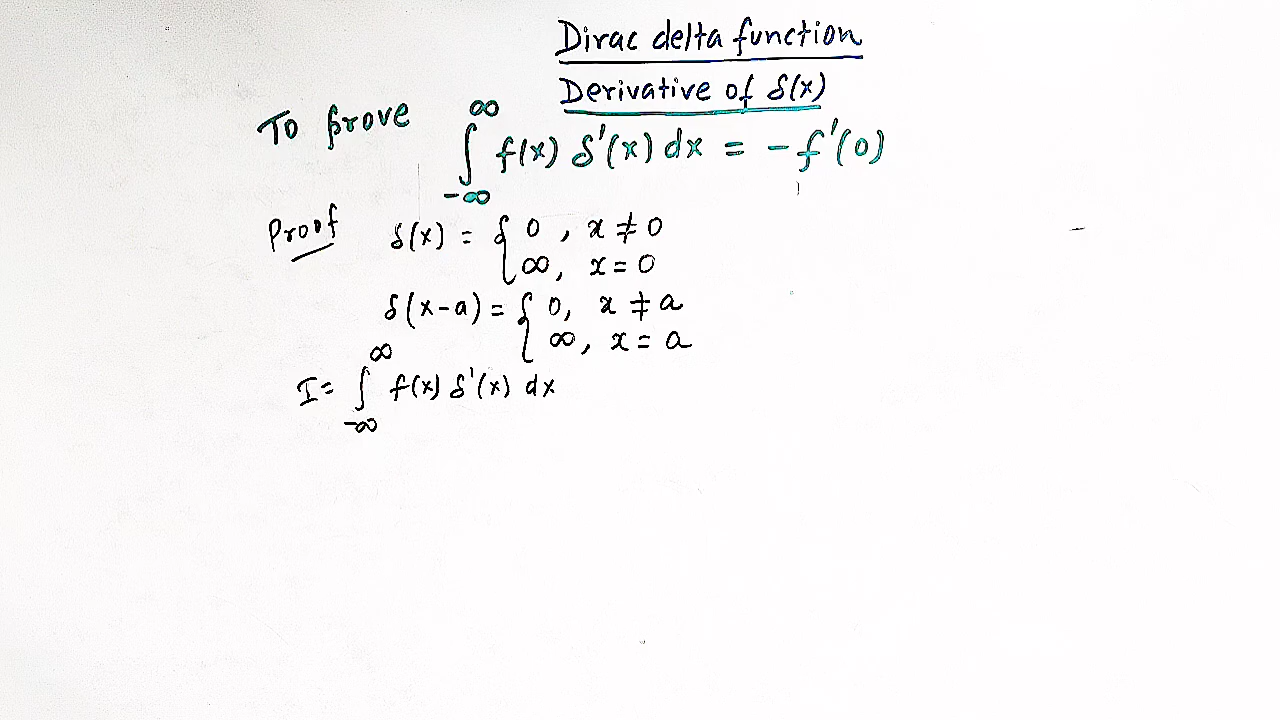 Dirac delta function
Derivative of δ(x)
To prove ∫_{-∞}^{∞} f(x) δ'(x) dx = -f'(0)
Proof δ(x) = { 0 , x ≠ 0
∞, x = 0
δ(x-a) = { 0, x ≠ a
∞, x = a
I = ∫_{-∞}^{∞} f(x) δ'(x) dx